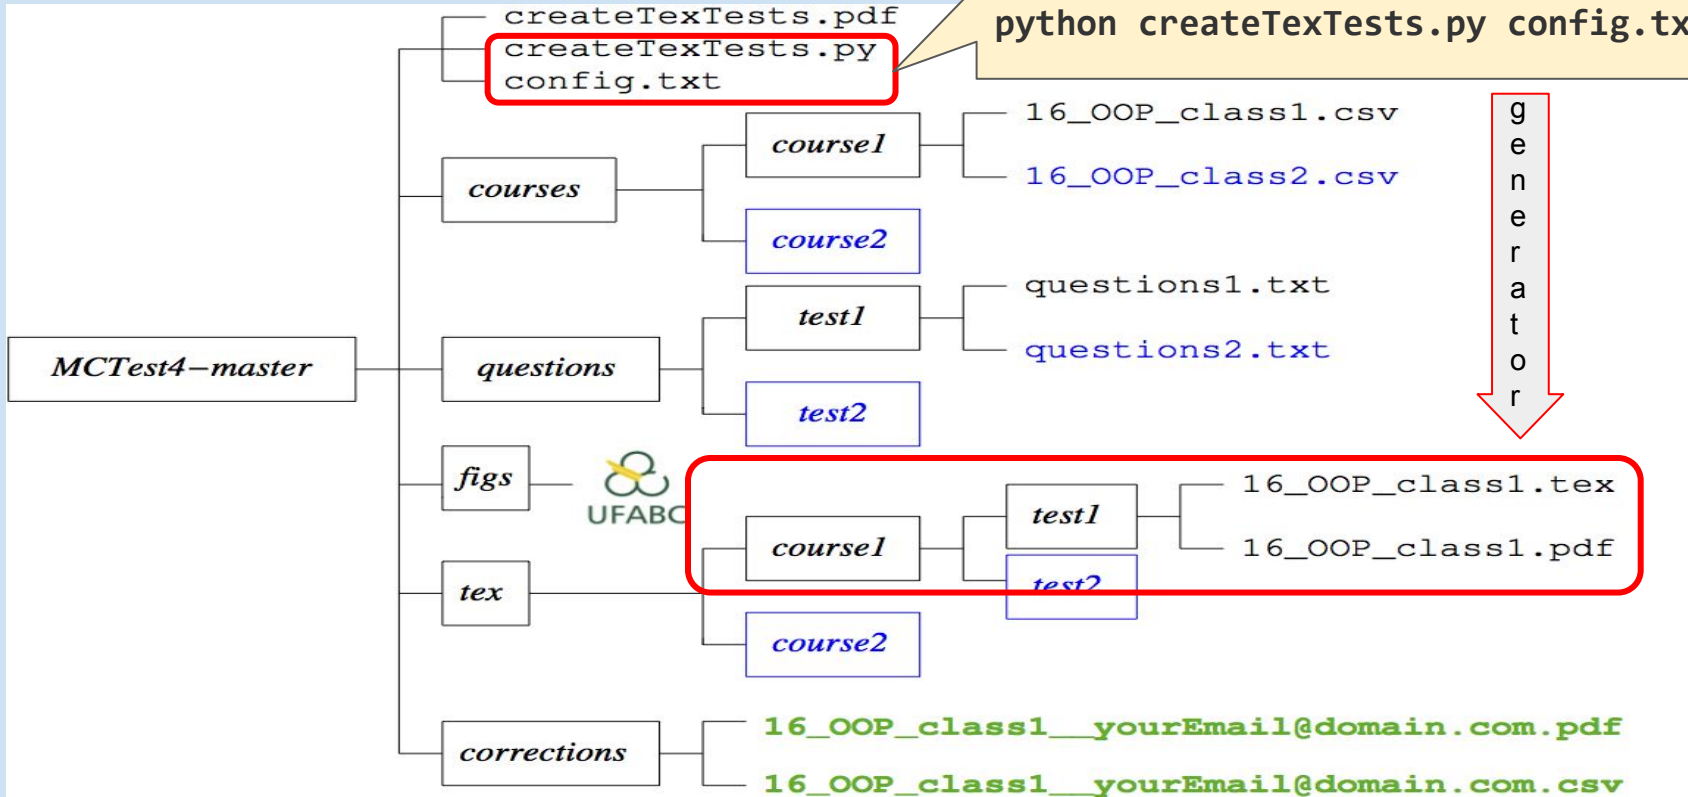 createTexTests.pdf
python createTexTests.py config.tx
createTexTests.py
config.txt
16_OOP_class1.csv
course1
16_OOP_class2.csv
courses
course2
generator
questions1.txt
test1
questions2.txt
MCTest4-master
questions
test2
figs
UFABC
16_OOP_class1.tex
test1
course1
16_OOP_class1.pdf
tex
test2
course2
16_OOP_class1__yourEmail@domain.com.pdf
corrections
16_OOP_class1__yourEmail@domain.com.csv